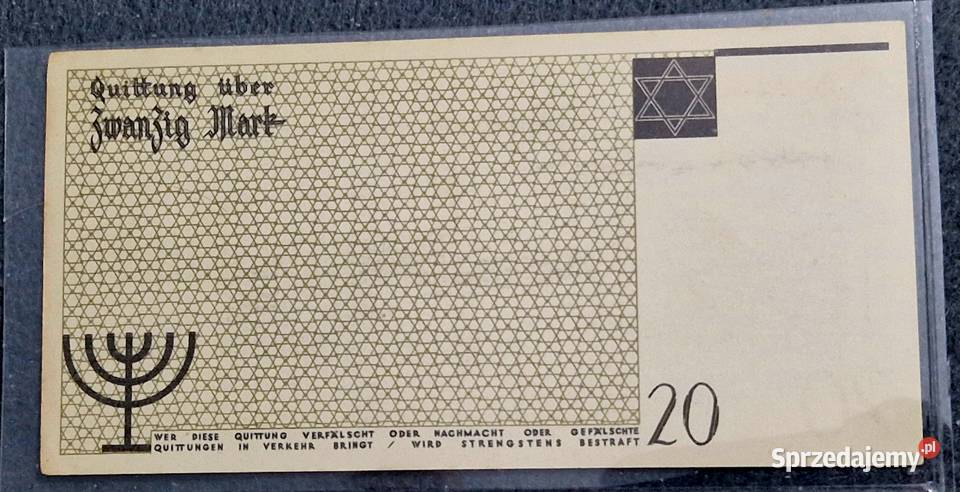 Quittung über
Zwanzig Mark
WER DIESE QUITTUNG VERFÄLSCHT ODER NACHMACHT ODER GEFÄLSCHTE
QUITTUNGEN IN VERKEHR BRINGT / WIRD STRENGSTENS BESTRAFT
20
Sprzedajemy.pl